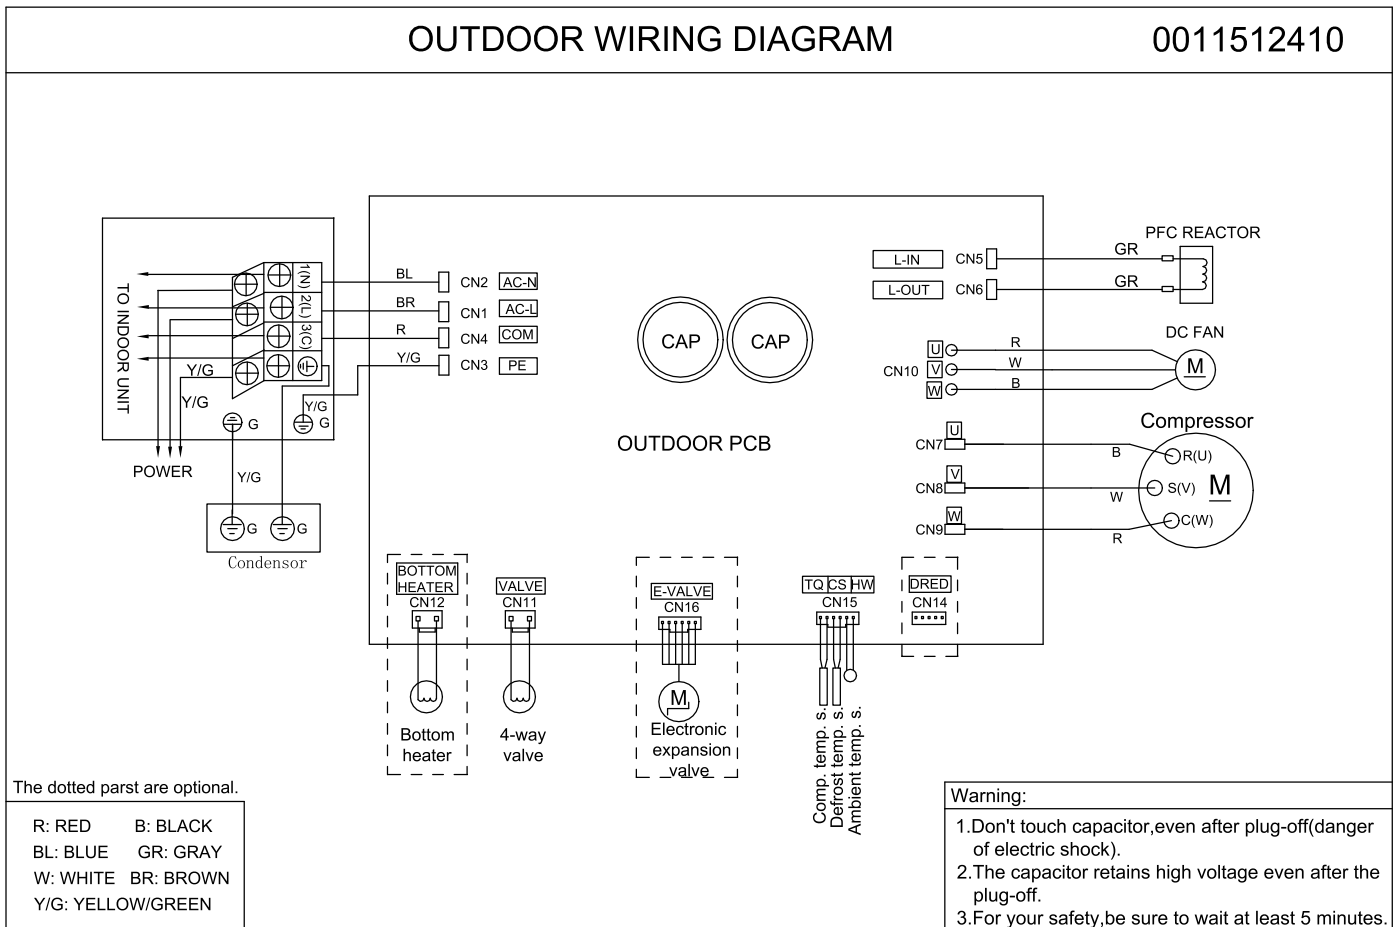 OUTDOOR WIRING DIAGRAM
0011512410
TO INDOOR UNIT
1(N)
2(L)
3(C)
Y/G
Y/G
Y/G
G
G
POWER
Y/G
G
G
Condensor
BL
CN2
AC-N
BR
CN1
AC-L
R
CN4
COM
Y/G
CN3
PE
CAP
CAP
OUTDOOR PCB
L-IN
CN5
GR
L-OUT
CN6
GR
PFC REACTOR
DC FAN
CN10
U
V
W
R
W
B
M
Compressor
U
CN7
B
R(U)
V
CN8
W
S(V)
M
W
CN9
R
C(W)
BOTTOM
HEATER
CN12
Bottom
heater
VALVE
CN11
4-way
valve
E-VALVE
CN16
M
Electronic
expansion
valve
TQ CS HW
CN15
Comp. temp. s.
Defrost temp. s.
Ambient temp. s.
DRED
CN14
The dotted parst are optional.
R: RED B: BLACK
BL: BLUE GR: GRAY
W: WHITE BR: BROWN
Y/G: YELLOW/GREEN
Warning:
1.Don't touch capacitor,even after plug-off(danger
of electric shock).
2.The capacitor retains high voltage even after the
plug-off.
3.For your safety,be sure to wait at least 5 minutes.